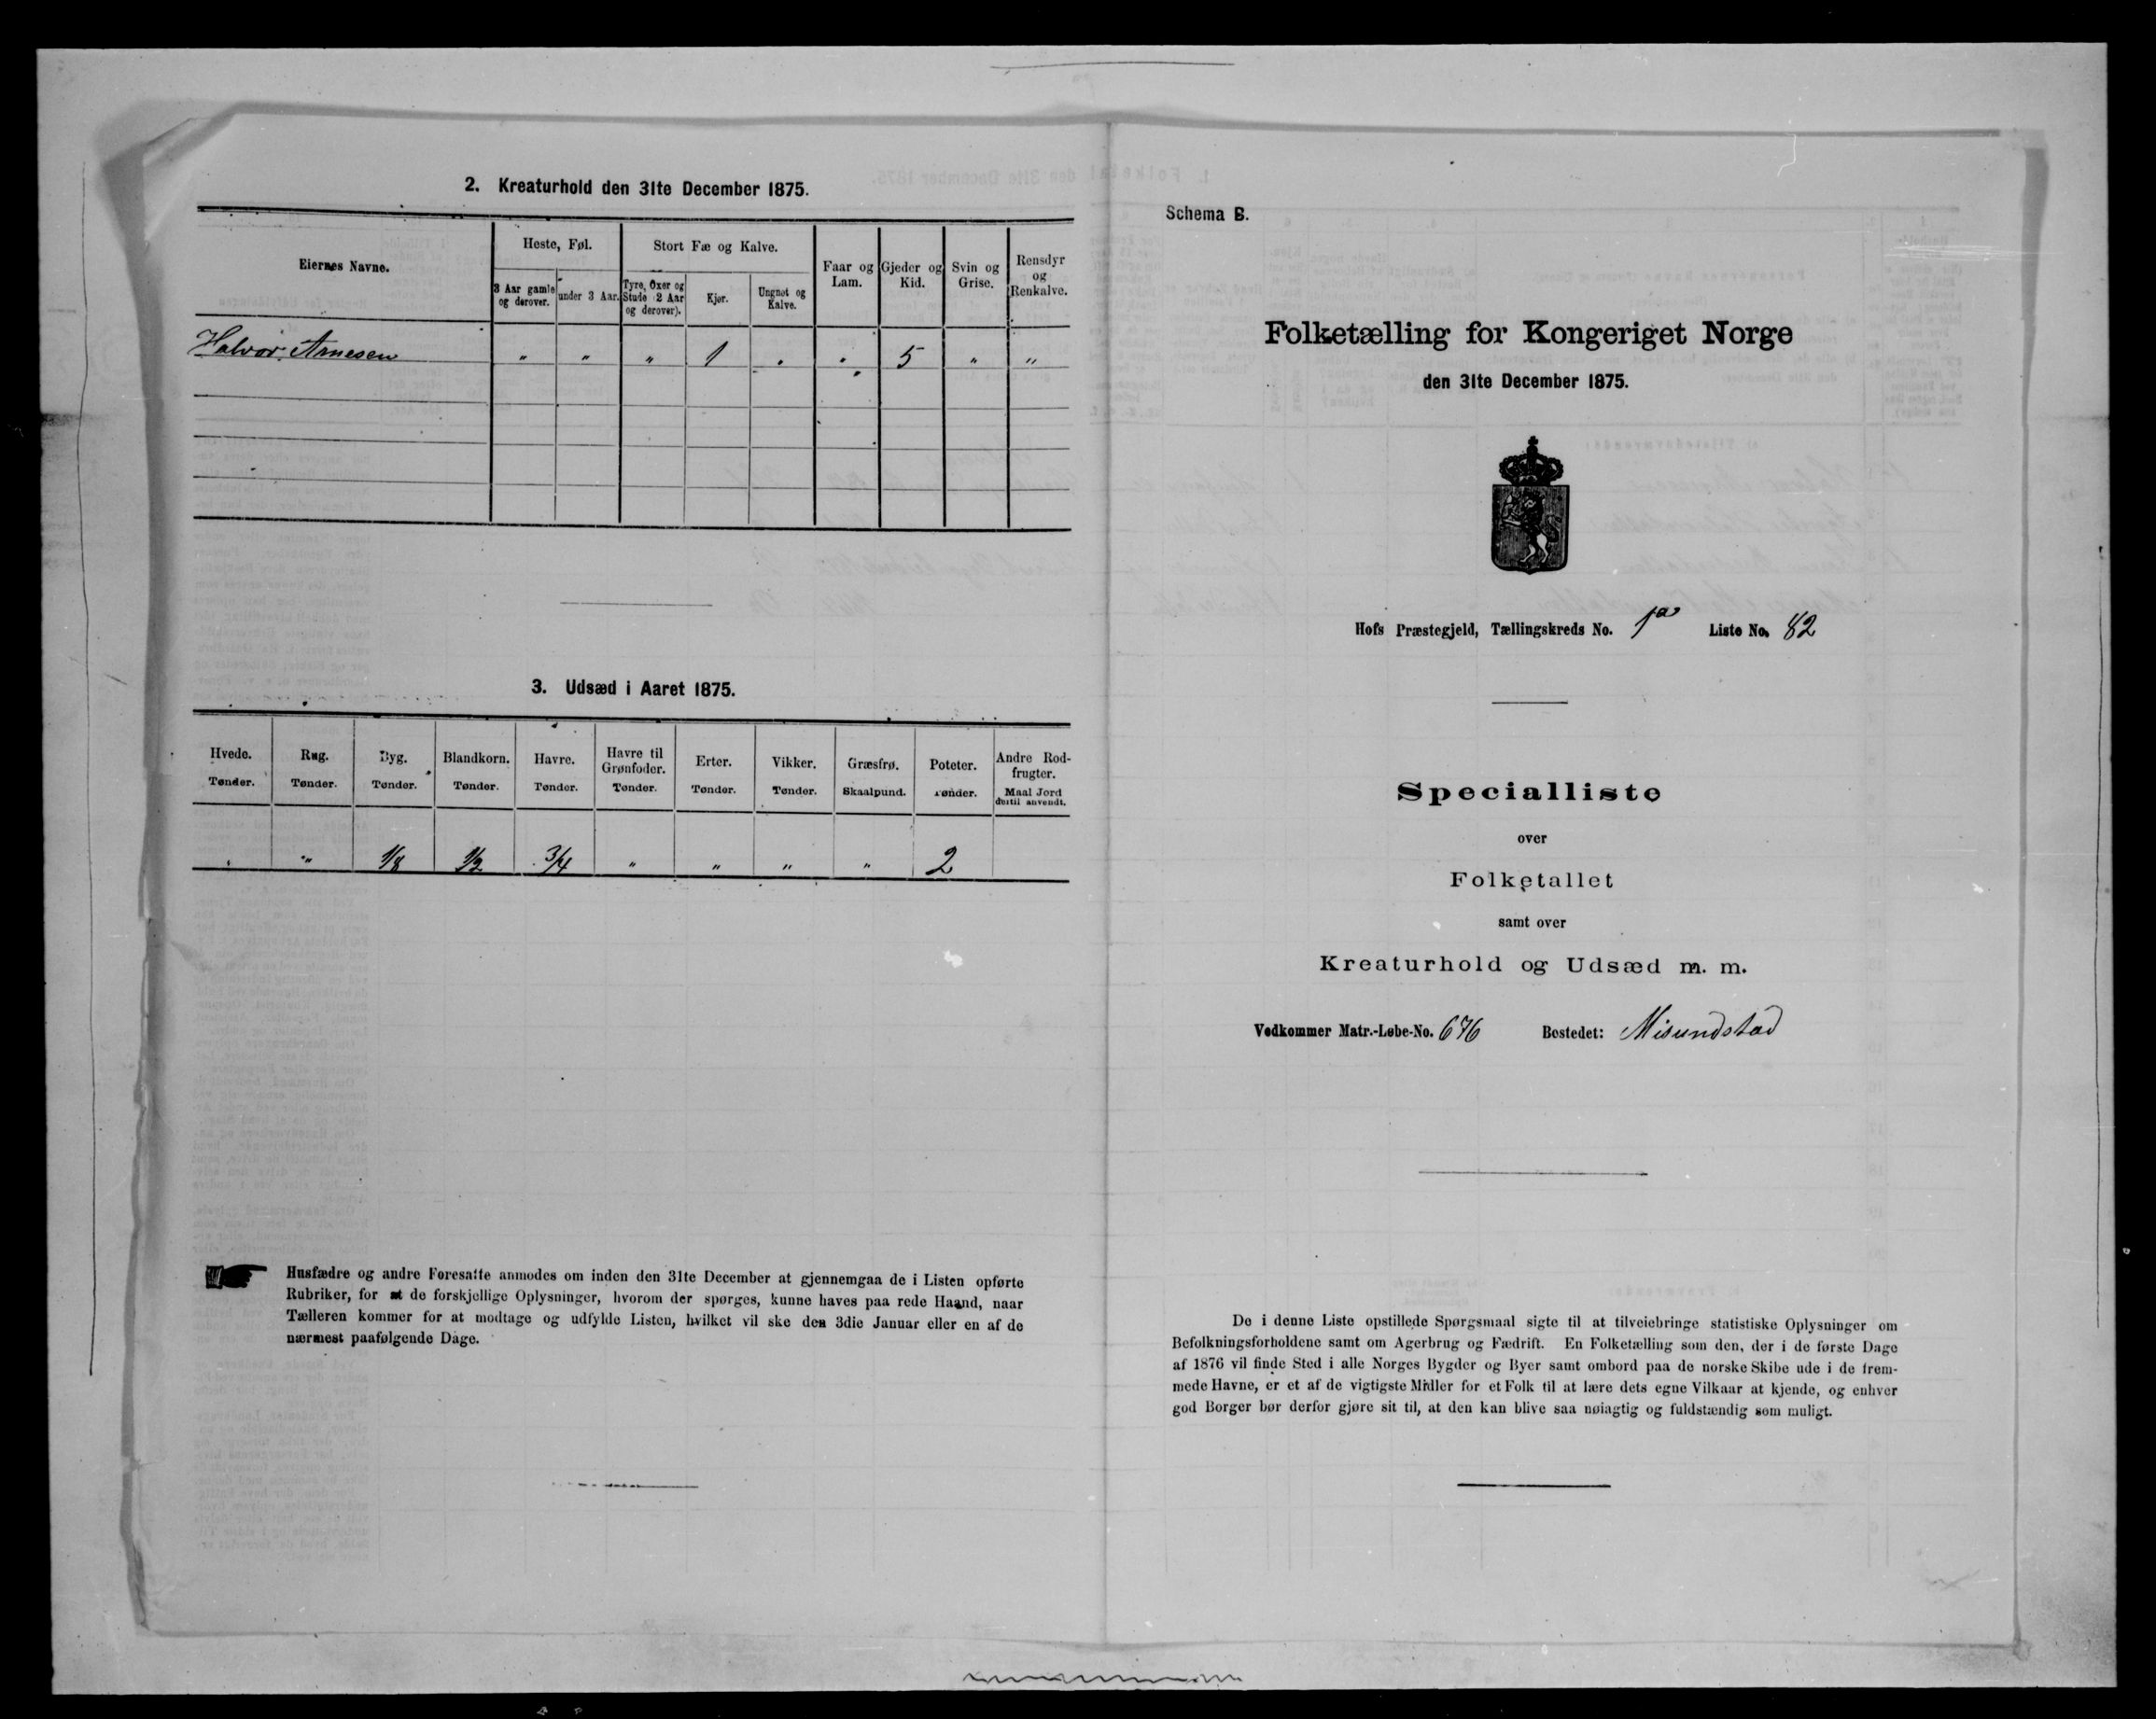 2. Kreaturhold den 31te December 1875.
Eiernes Navne.
Heste, Føl.
Stort Fæ og Kalve.
Faar og
Lam.
Gjeder og
Kid.
Svin og
Grise.
Rensdyr
og
Renkalve.
3 Aar gamle
og derover.
under 3 Aar.
Tyre, Oxer og
Stude (2 Aar
og derover).
Kjør.
Ungnøt og
Kalve.
Halvor Arnesen " " " 1 " " 5 " "
3. Udsæd i Aaret 1875.
Hvede. Rug. Byg. Blandkorn. Havre. Havre til Grønfoder. Erter. Vikker. Græsfrø. Poteter. Andre Rodfrugter.
Tønder. Tønder. Tønder. Tønder. Tønder. Tønder. Tønder. Tønder. Skaalpund. Tønder. Maal Jord
dertil anvendt.
" " 1/8 1/2 3/4 " " " " 2
Husfædre og andre Foresatte anmodes om inden den 31te December at gjennemgaa de i Listen opførte
Rubriker, for at de forskjellige Oplysninger, hvorom der spørges, kunne haves paa rede Haand, naar
Tælleren kommer for at modtage og udfylde Listen, hvilket vil ske den 3die Januar eller en af de
nærmest paafølgende Dage.
Schema B.
Folketælling for Kongeriget Norge
den 31te December 1875.
Hofs Præstegjeld, Tællingskreds No. 1a Liste No. 82
Specialliste
over
Folketallet
samt over
Kreaturhold og Udsæd m. m.
Vedkommer Matr.-Løbe-No. 676 Bostedet: Misundstad
De i denne Liste opstillede Spørgsmaal sigte til at tilveiebringe statistiske Oplysninger om
Befolkningsforholdene samt om Agerbrug og Fædrift. En Folketælling som den, der i de første Dage
af 1876 vil finde Sted i alle Norges Bygder og Byer samt ombord paa de norske Skibe ude i de frem-
mede Havne, er et af de vigtigste Midler for et Folk til at lære dets egne Vilkaar at kjende, og enhver
god Borger bør derfor gjøre sit til, at den kan blive saa nøiagtig og fuldstændig som muligt.